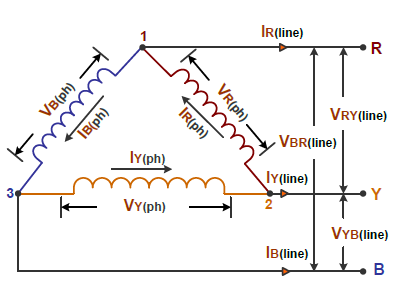 IR(line)
1
R
VB(ph)
VR(ph)
IB(ph)
IR(ph)
VRY(line)
VBR(line)
IY(ph)
IY(line)
3
2
Y
VY(ph)
VYB(line)
IB(line)
B